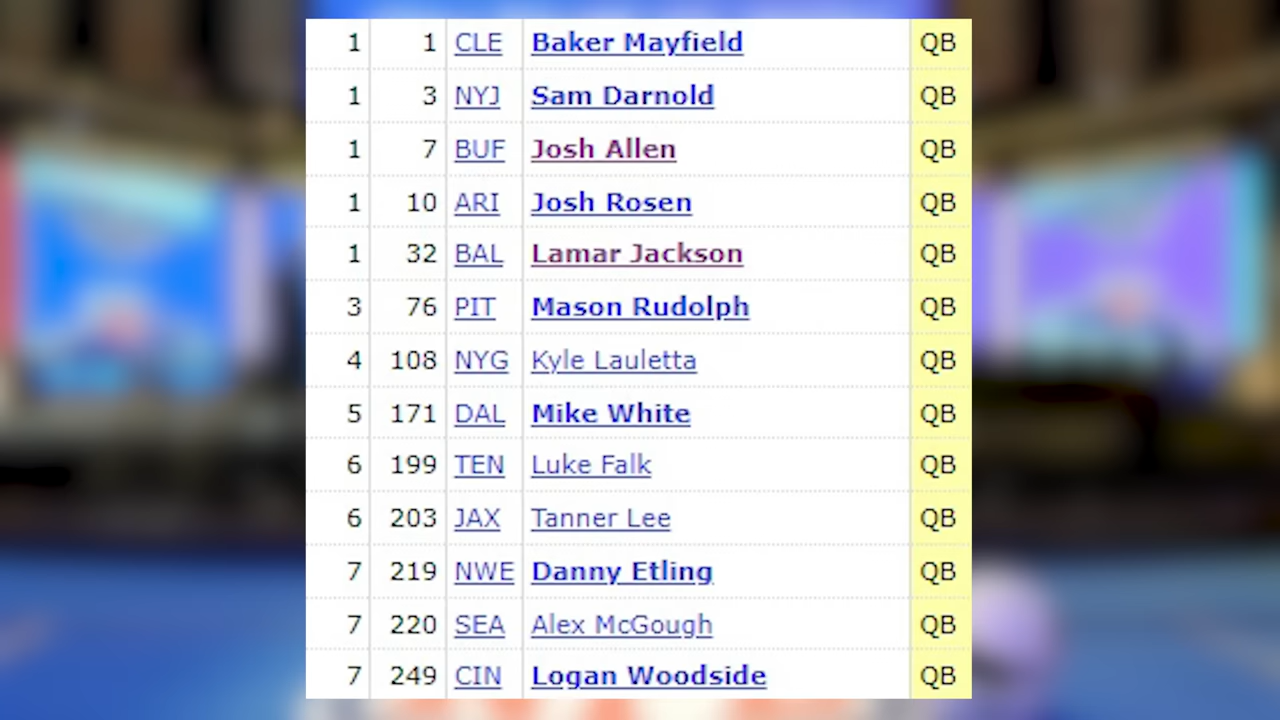 1 1 CLE Baker Mayfield QB
1 3 NYJ Sam Darnold QB
1 7 BUF Josh Allen QB
1 10 ARI Josh Rosen QB
1 32 BAL Lamar Jackson QB
3 76 PIT Mason Rudolph QB
4 108 NYG Kyle Lauletta QB
5 171 DAL Mike White QB
6 199 TEN Luke Falk QB
6 203 JAX Tanner Lee QB
7 219 NWE Danny Etling QB
7 220 SEA Alex McGough QB
7 249 CIN Logan Woodside QB